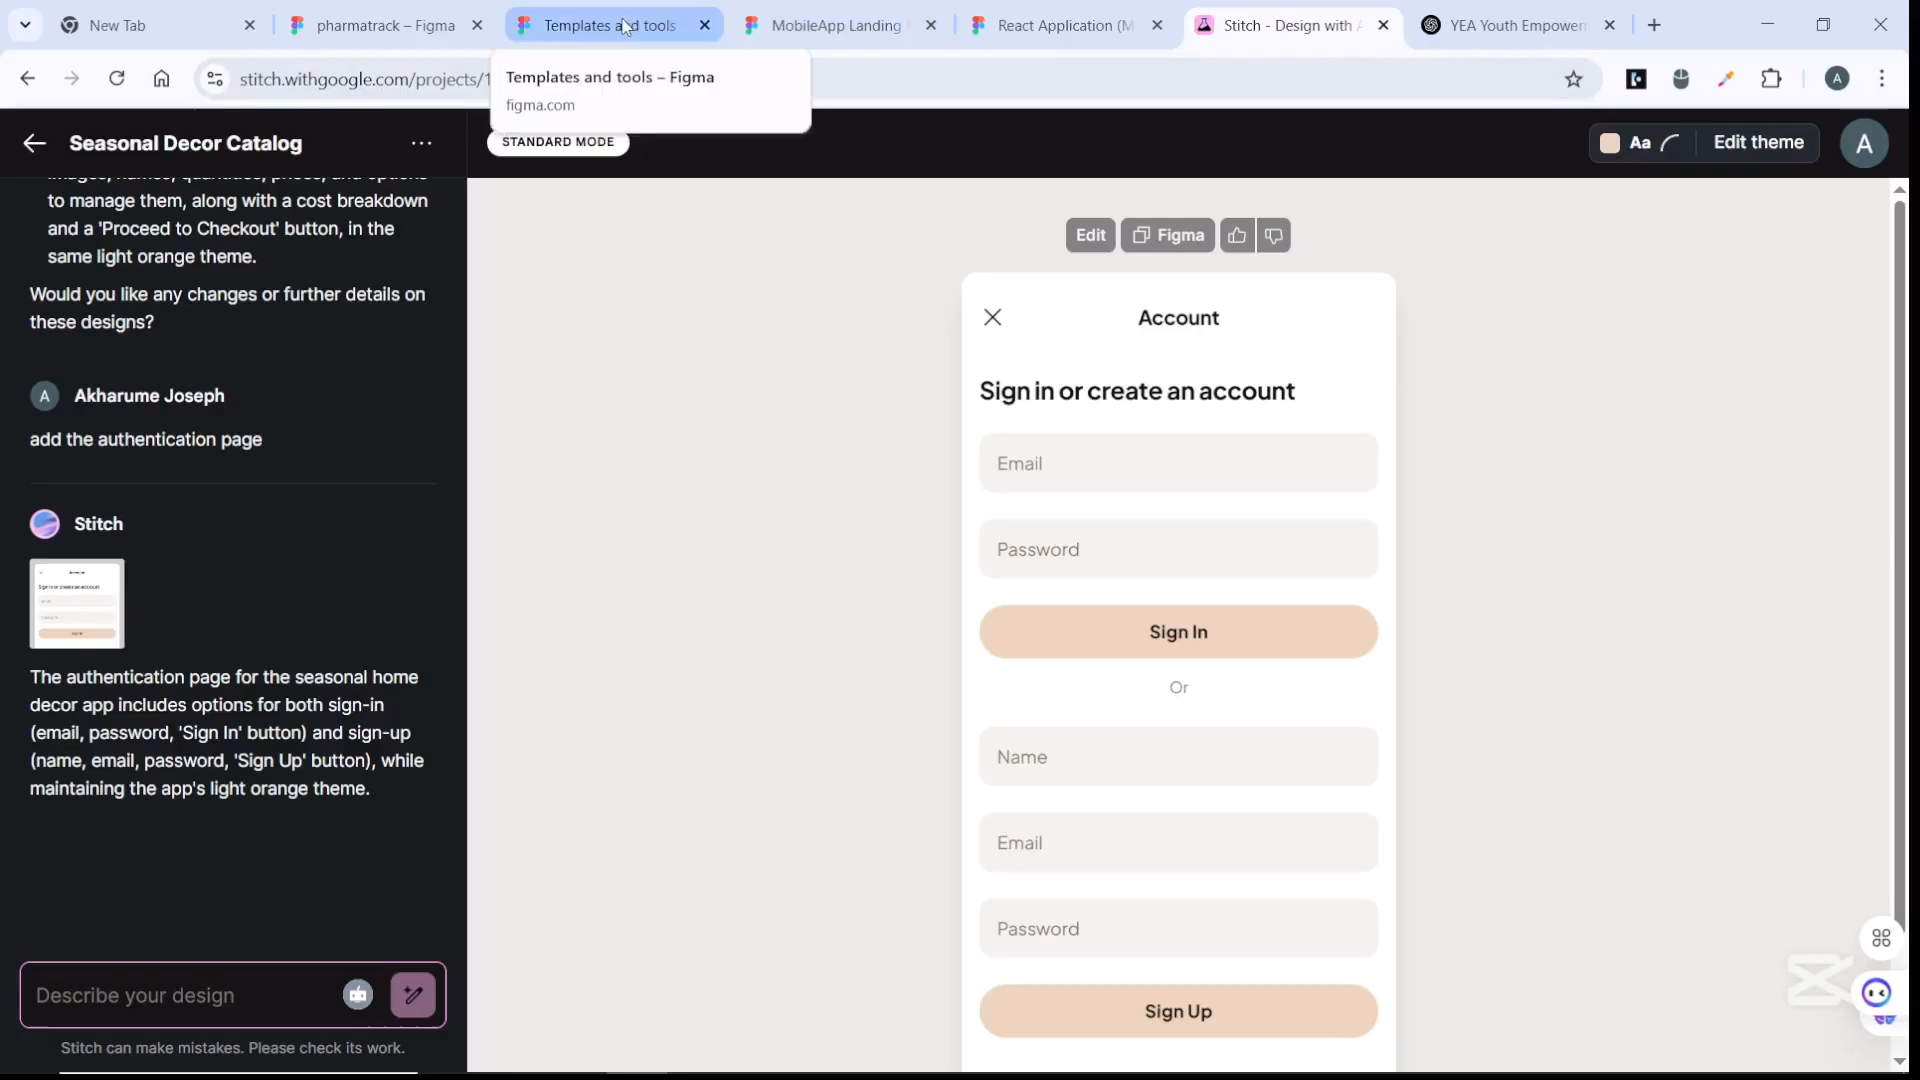 New Tab
pharmatrack – Figma
Templates and tools
MobileApp Landing
React Application (M
Stitch - Design with A
YEA Youth Empower
stitch.withgoogle.com/projects/1
Templates and tools – Figma
figma.com
Seasonal Decor Catalog
STANDARD MODE
Aa
Edit theme
A
images, names, quantities, prices, and options
to manage them, along with a cost breakdown
and a 'Proceed to Checkout' button, in the
same light orange theme.
Would you like any changes or further details on
these designs?
A
Akharume Joseph
add the authentication page
Stitch
The authentication page for the seasonal home
decor app includes options for both sign-in
(email, password, 'Sign In' button) and sign-up
(name, email, password, 'Sign Up' button), while
maintaining the app's light orange theme.
Describe your design
Stitch can make mistakes. Please check its work.
Edit
Figma
Account
Sign in or create an account
Email
Password
Sign In
Or
Name
Email
Password
Sign Up